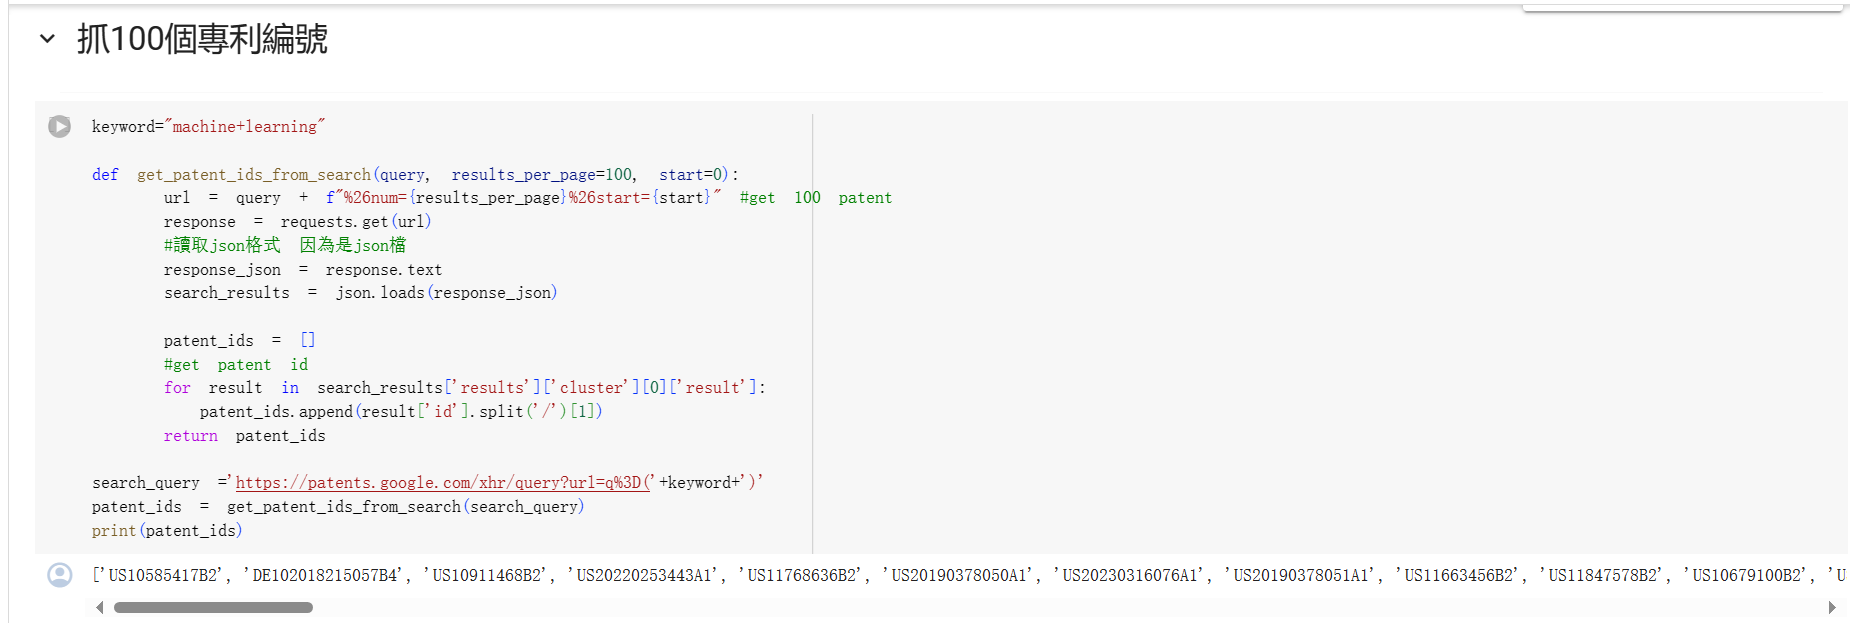 抓100個專利編號
keyword="machine+learning"
def get_patent_ids_from_search(query, results_per_page=100, start=0):
url = query + f"%26num={results_per_page}%26start={start}" #get 100 patent
response = requests.get(url)
#讀取json格式 因為是json檔
response_json = response.text
search_results = json.loads(response_json)
patent_ids = []
#get patent id
for result in search_results['results']['cluster'][0]['result']:
patent_ids.append(result['id'].split('/')[1])
return patent_ids
search_query ='https://patents.google.com/xhr/query?url=q%3D('+keyword+')'
patent_ids = get_patent_ids_from_search(search_query)
print(patent_ids)
['US10585417B2', 'DE102018215057B4', 'US10911468B2', 'US20220253443A1', 'US11768636B2', 'US20190378050A1', 'US20230316076A1', 'US20190378051A1', 'US11663456B2', 'US11847578B2', 'US10679100B2', 'U